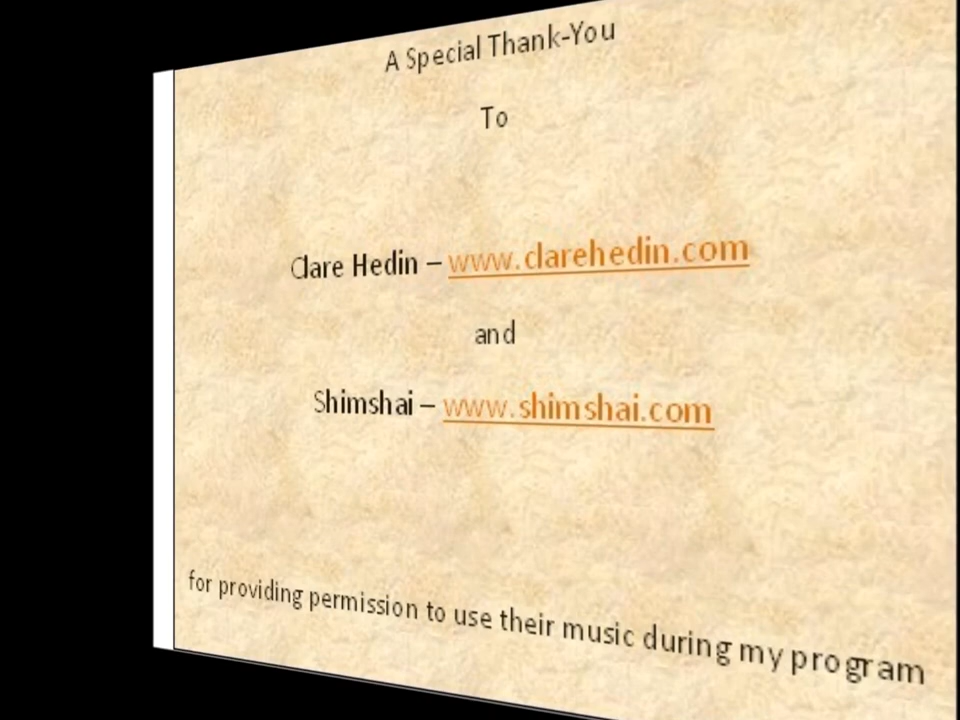 A Special Thank-You
To
Clare Hedin – www.clarehedin.com
and
Shimshai – www.shimshai.com
for providing permission to use their music during my program